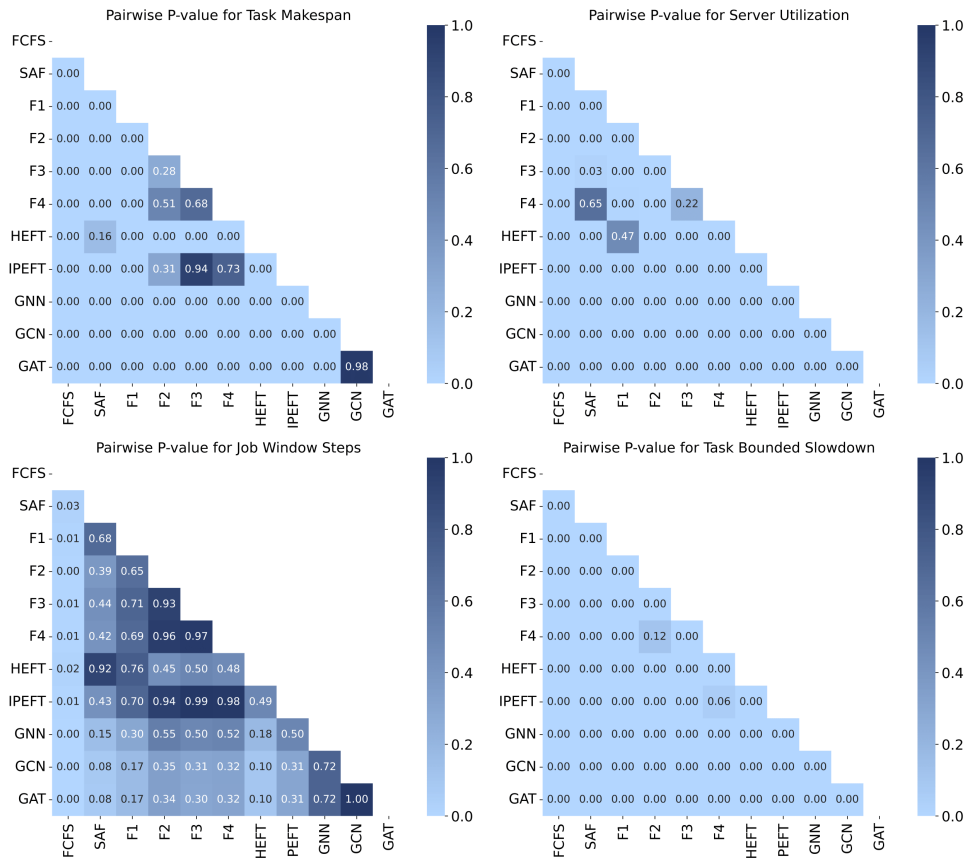 Pairwise P-value for Task Makespan
FCFS
SAF 0.00
F1 0.00 0.00
F2 0.00 0.00 0.00
F3 0.00 0.00 0.00 0.28
F4 0.00 0.00 0.00 0.51 0.68
HEFT 0.00 0.16 0.00 0.00 0.00 0.00
IPEFT 0.00 0.00 0.00 0.31 0.94 0.73 0.00
GNN 0.00 0.00 0.00 0.00 0.00 0.00 0.00 0.00
GCN 0.00 0.00 0.00 0.00 0.00 0.00 0.00 0.00 0.00
GAT 0.00 0.00 0.00 0.00 0.00 0.00 0.00 0.00 0.00 0.98
FCFS SAF F1 F2 F3 F4 HEFT IPEFT GNN GCN GAT
1.0
0.8
0.6
0.4
0.2
0.0
Pairwise P-value for Server Utilization
FCFS
SAF 0.00
F1 0.00 0.00
F2 0.00 0.00 0.00
F3 0.00 0.03 0.00 0.00
F4 0.00 0.65 0.00 0.00 0.22
HEFT 0.00 0.00 0.47 0.00 0.00 0.00
IPEFT 0.00 0.00 0.00 0.00 0.00 0.00 0.00
GNN 0.00 0.00 0.00 0.00 0.00 0.00 0.00 0.00
GCN 0.00 0.00 0.00 0.00 0.00 0.00 0.00 0.00 0.00
GAT 0.00 0.00 0.00 0.00 0.00 0.00 0.00 0.00 0.00 0.00
FCFS SAF F1 F2 F3 F4 HEFT IPEFT GNN GCN GAT
1.0
0.8
0.6
0.4
0.2
0.0
Pairwise P-value for Job Window Steps
FCFS
SAF 0.03
F1 0.01 0.68
F2 0.00 0.39 0.65
F3 0.01 0.44 0.71 0.93
F4 0.01 0.42 0.69 0.96 0.97
HEFT 0.02 0.92 0.76 0.45 0.50 0.48
IPEFT 0.01 0.43 0.70 0.94 0.99 0.98 0.49
GNN 0.00 0.15 0.30 0.55 0.50 0.52 0.18 0.50
GCN 0.00 0.08 0.17 0.35 0.31 0.32 0.10 0.31 0.72
GAT 0.00 0.08 0.17 0.34 0.30 0.32 0.10 0.31 0.72 1.00
FCFS SAF F1 F2 F3 F4 HEFT PEFT GNN GCN GAT
1.0
0.8
0.6
0.4
0.2
0.0
Pairwise P-value for Task Bounded Slowdown
FCFS
SAF 0.00
F1 0.00 0.00
F2 0.00 0.00 0.00
F3 0.00 0.00 0.00 0.00
F4 0.00 0.00 0.00 0.12 0.00
HEFT 0.00 0.00 0.00 0.00 0.00 0.00
IPEFT 0.00 0.00 0.00 0.00 0.00 0.06 0.00
GNN 0.00 0.00 0.00 0.00 0.00 0.00 0.00 0.00
GCN 0.00 0.00 0.00 0.00 0.00 0.00 0.00 0.00 0.00
GAT 0.00 0.00 0.00 0.00 0.00 0.00 0.00 0.00 0.00 0.00
FCFS SAF F1 F2 F3 F4 HEFT IPEFT GNN GCN GAT
1.0
0.8
0.6
0.4
0.2
0.0